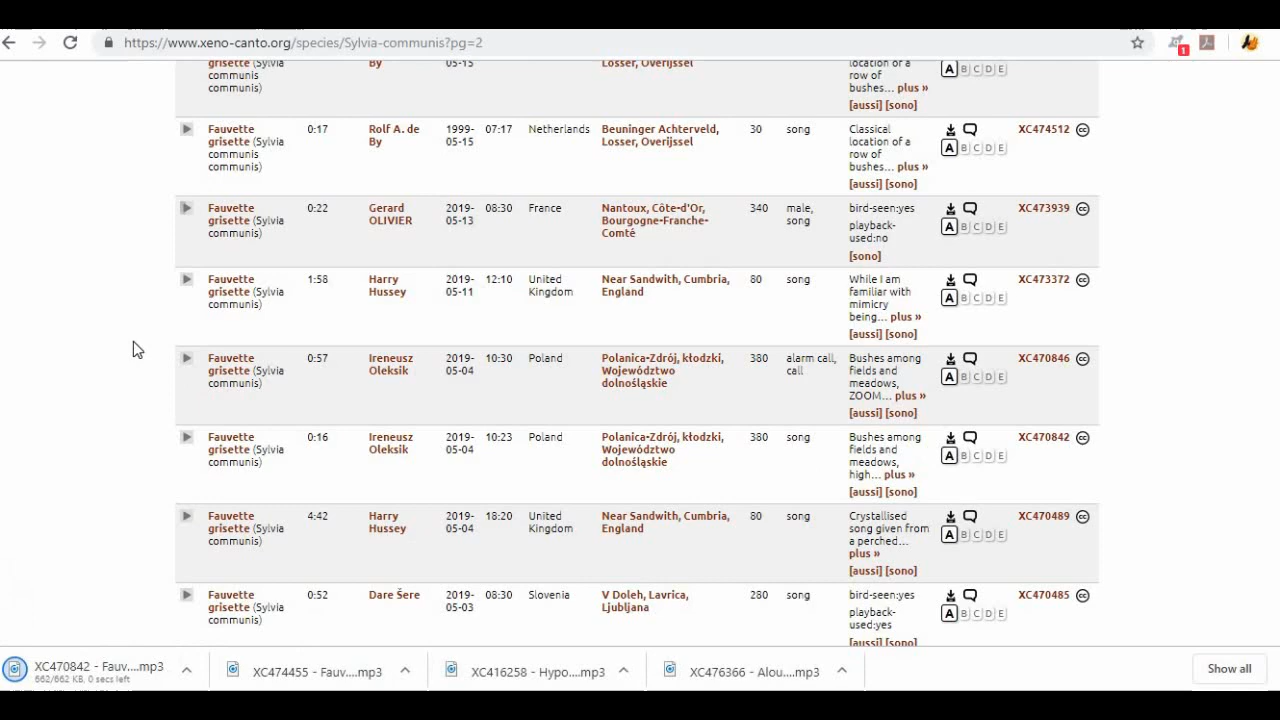 https://www.xeno-canto.org/species/Sylvia-communis?pg=2
1
grisette (Sylvia communis) By 05-15 Losser, Overijssel location of a row of bushes... plus » [aussi] [sono] A B C D E
Fauvette grisette (Sylvia communis) 0:17 Rolf A. de By 1999-05-15 07:17 Netherlands Beuninger Achterveld, Losser, Overijssel 30 song Classical location of a row of bushes... plus » [aussi] [sono] A B C D E XC474512 cc
Fauvette grisette (Sylvia communis) 0:22 Gerard OLIVIER 2019-05-13 08:30 France Nantoux, Côte-d'Or, Bourgogne-Franche-Comté 340 male, song bird-seen:yes playback-used:no [sono] A B C D E XC473939 cc
Fauvette grisette (Sylvia communis) 1:58 Harry Hussey 2019-05-11 12:10 United Kingdom Near Sandwith, Cumbria, England 80 song While I am familiar with mimicry being... plus » [aussi] [sono] A B C D E XC473372 cc
Fauvette grisette (Sylvia communis) 0:57 Ireneusz Oleksik 2019-05-04 10:30 Poland Polanica-Zdrój, kłodzki, Województwo dolnośląskie 380 alarm call, call Bushes among fields and meadows, ZOOM... plus » [aussi] [sono] A B C D E XC470846 cc
Fauvette grisette (Sylvia communis) 0:16 Ireneusz Oleksik 2019-05-04 10:23 Poland Polanica-Zdrój, kłodzki, Województwo dolnośląskie 380 song Bushes among fields and meadows, high... plus » [aussi] [sono] A B C D E XC470842 cc
Fauvette grisette (Sylvia communis) 4:42 Harry Hussey 2019-05-04 18:20 United Kingdom Near Sandwith, Cumbria, England 80 song Crystallised song given from a perched... plus » [aussi] [sono] A B C D E XC470489 cc
Fauvette grisette (Sylvia communis) 0:52 Dare Šere 2019-05-03 08:30 Slovenia V Doleh, Lavrica, Ljubljana 280 song bird-seen:yes playback-used:yes [aussi] [sono] A B C D E XC470485 cc
XC470842 - Fauv....mp3
662/662 KB, 0 secs left
XC474455 - Fauv....mp3
XC416258 - Hypo....mp3
XC476366 - Alou....mp3
Show all